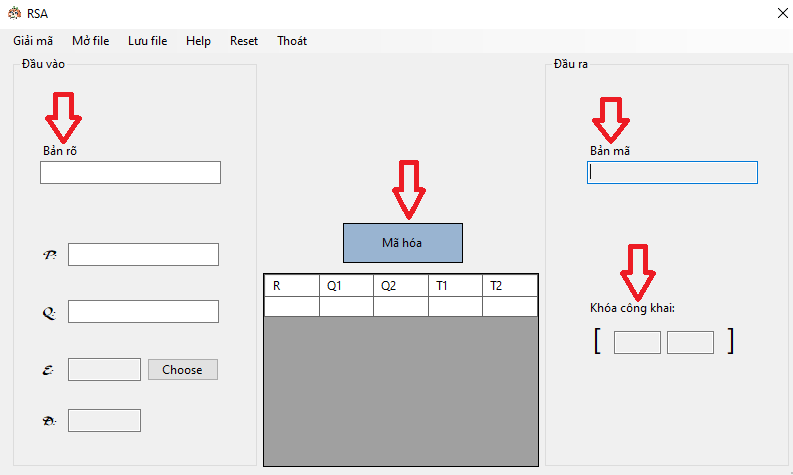 RSA
Giải mã Mở file Lưu file Help Reset Thoát
Đầu vào
Đầu ra
Bản rõ
Bản mã
Mã hóa
P:
Q:
E:
Choose
D:
R Q1 Q2 T1 T2
Khóa công khai:
[ ]